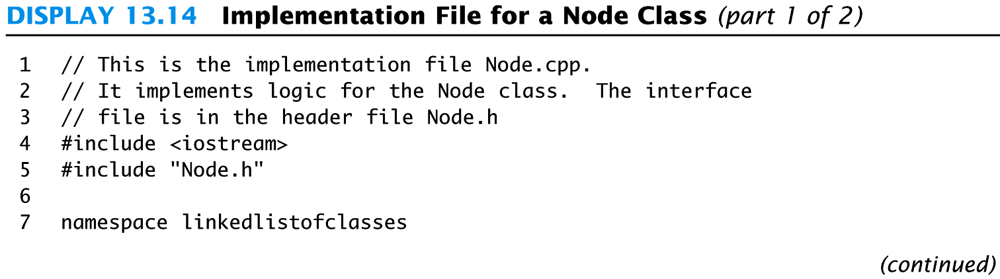 DISPLAY 13.14 Implementation File for a Node Class (part 1 of 2)
1 // This is the implementation file Node.cpp.
2 // It implements logic for the Node class.  The interface
3 // file is in the header file Node.h
4 #include <iostream>
5 #include "Node.h"
6
7 namespace linkedlistofclasses
(continued)